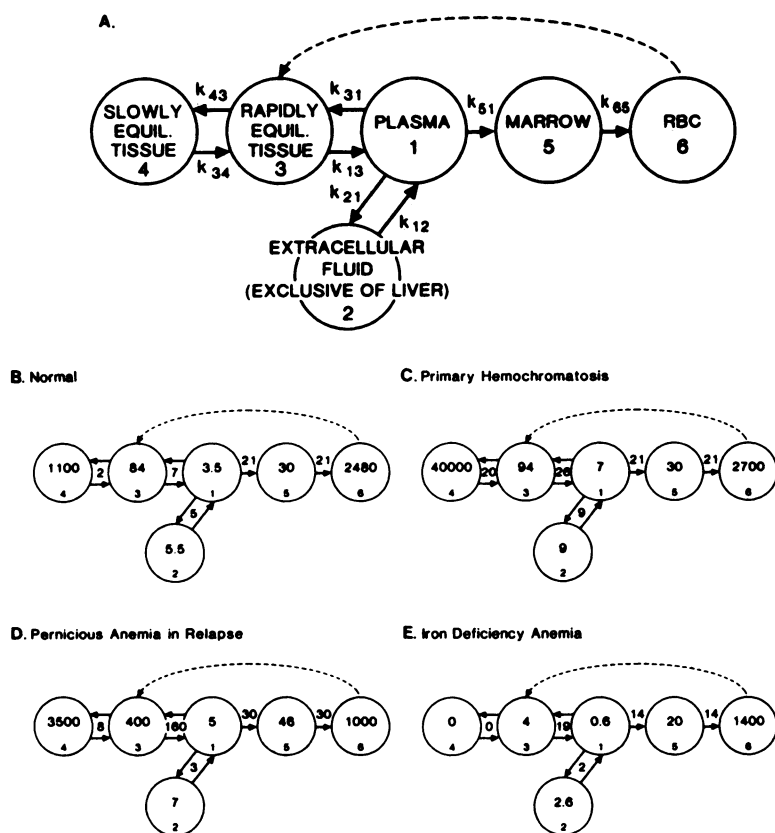 A.
k43
k31
k51
k65
SLOWLY
EQUIL.
TISSUE
4
RAPIDLY
EQUIL.
TISSUE
3
PLASMA
1
MARROW
5
RBC
6
k34
k13
k21
k12
EXTRACELLULAR
FLUID
(EXCLUSIVE OF LIVER)
2
B. Normal
1100
4
2
84
3
7
3.5
1
21
30
5
21
2480
6
5
5.5
2
C. Primary Hemochromatosis
40000
4
20
94
3
26
7
1
21
30
5
21
2700
6
9
9
2
D. Pernicious Anemia in Relapse
3500
4
8
400
3
160
5
1
30
46
5
30
1000
6
3
7
2
E. Iron Deficiency Anemia
0
4
0
4
3
19
0.6
1
14
20
5
14
1400
6
2
2.6
2